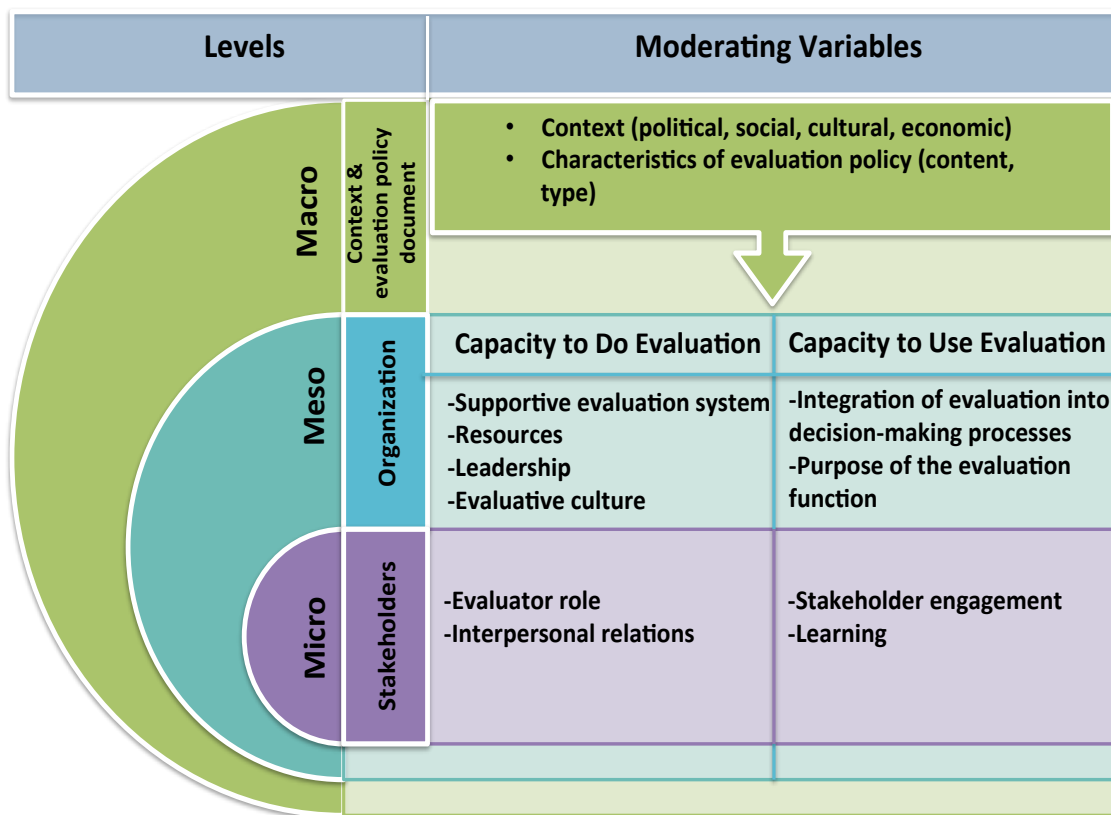 Levels
Moderating Variables
Macro
Context &
evaluation policy
document
• Context (political, social, cultural, economic)
• Characteristics of evaluation policy (content,
type)
Meso
Organization
Capacity to Do Evaluation
-Supportive evaluation system
-Resources
-Leadership
-Evaluative culture
Capacity to Use Evaluation
-Integration of evaluation into
decision-making processes
-Purpose of the evaluation
function
Micro
Stakeholders
-Evaluator role
-Interpersonal relations
-Stakeholder engagement
-Learning